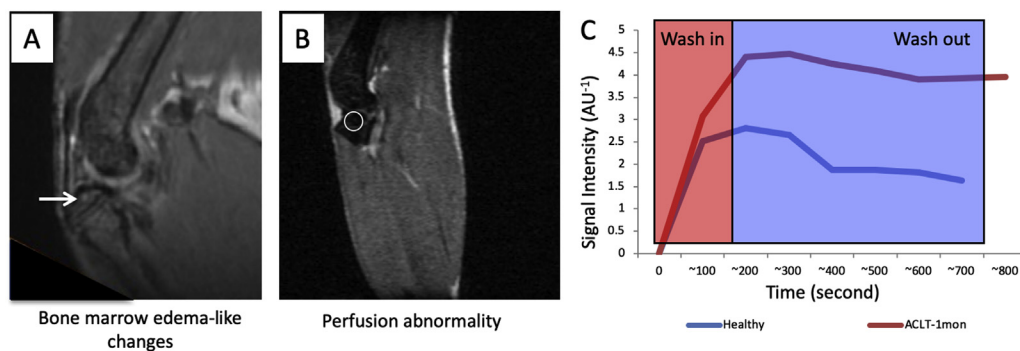 A
Bone marrow edema-like
changes
B
Perfusion abnormality
C
Wash in
Wash out
Signal Intensity (AU-1)
5
4.5
4
3.5
3
2.5
2
1.5
1
0.5
0
0
~100
~200
~300
~400
~500
~600
~700
~800
Time (second)
Healthy
ACLT-1mon